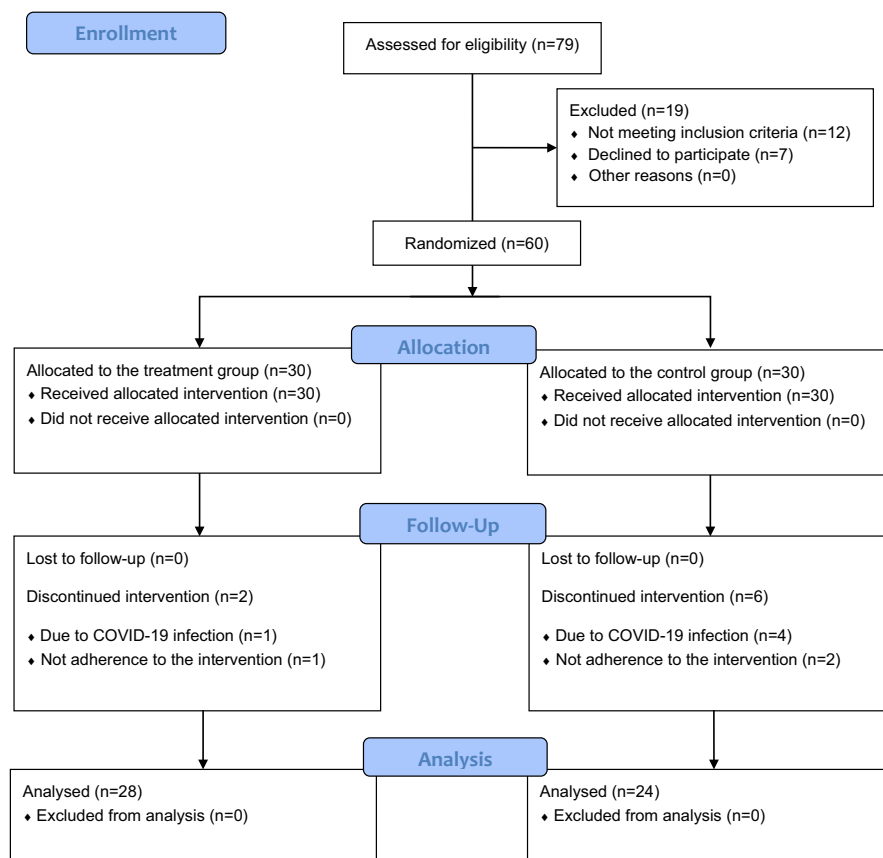 Enrollment
Assessed for eligibility (n=79)
Excluded (n=19)
♦ Not meeting inclusion criteria (n=12)
♦ Declined to participate (n=7)
♦ Other reasons (n=0)
Randomized (n=60)
Allocation
Allocated to the treatment group (n=30)
♦ Received allocated intervention (n=30)
♦ Did not receive allocated intervention (n=0)
Allocated to the control group (n=30)
♦ Received allocated intervention (n=30)
♦ Did not receive allocated intervention (n=0)
Follow-Up
Lost to follow-up (n=0)
Discontinued intervention (n=2)
♦ Due to COVID-19 infection (n=1)
♦ Not adherence to the intervention (n=1)
Lost to follow-up (n=0)
Discontinued intervention (n=6)
♦ Due to COVID-19 infection (n=4)
♦ Not adherence to the intervention (n=2)
Analysis
Analysed (n=28)
♦ Excluded from analysis (n=0)
Analysed (n=24)
♦ Excluded from analysis (n=0)